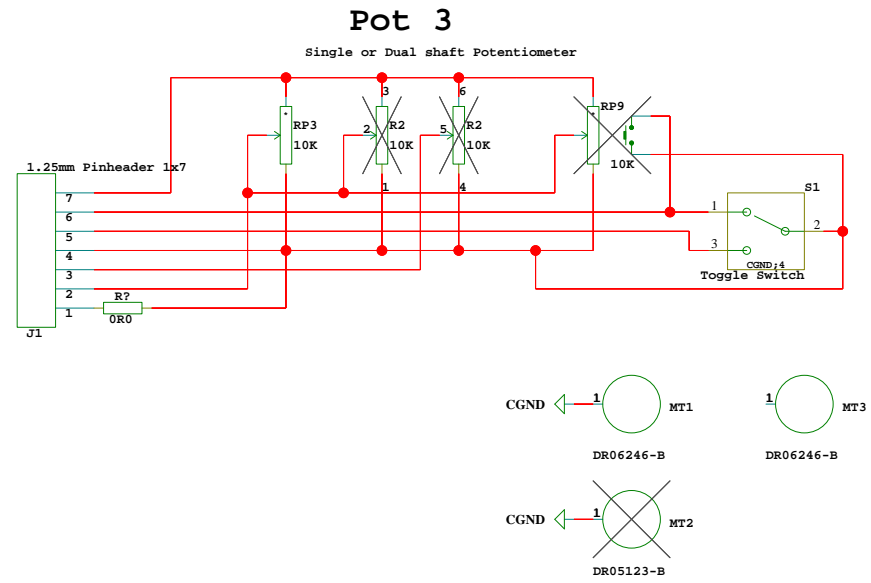 Pot 3
Single or Dual shaft Potentiometer
3
6
RP3
10K
2
R2
10K
5
R2
10K
RP9
10K
1
4
1.25mm Pinheader 1x7
7
6
5
4
3
2
1
J1
R?
0R0
S1
1
2
3
CGND;4
Toggle Switch
CGND
1
MT1
DR06246-B
1
MT3
DR06246-B
CGND
1
MT2
DR05123-B